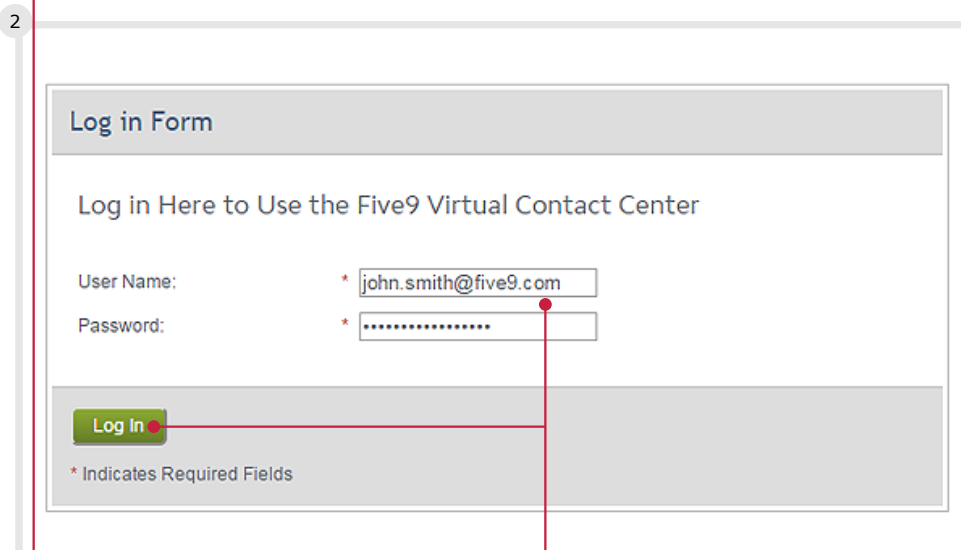 2
Log in Form
Log in Here to Use the Five9 Virtual Contact Center
User Name: * john.smith@five9.com
Password: * •••••••••••••••••
Log In
* Indicates Required Fields